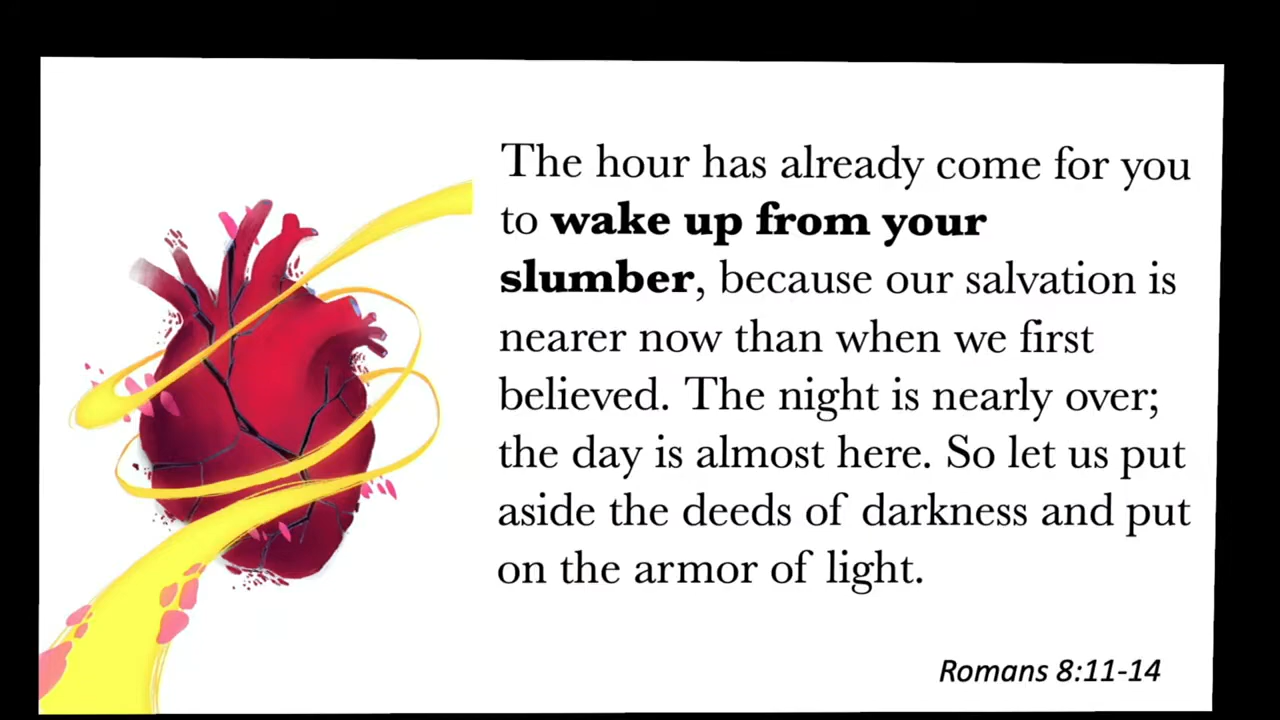 The hour has already come for you
to wake up from your
slumber, because our salvation is
nearer now than when we first
believed. The night is nearly over;
the day is almost here. So let us put
aside the deeds of darkness and put
on the armor of light.
Romans 8:11-14